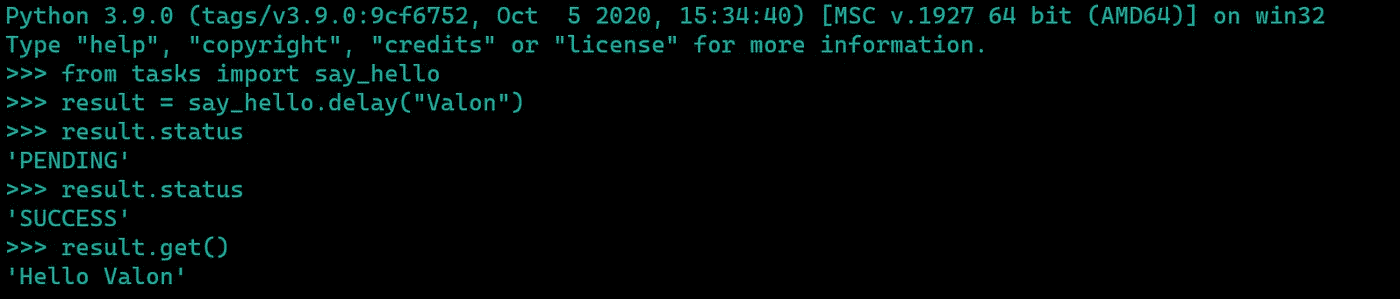 Python 3.9.0 (tags/v3.9.0:9cf6752, Oct  5 2020, 15:34:40) [MSC v.1927 64 bit (AMD64)] on win32
Type "help", "copyright", "credits" or "license" for more information.
>>> from tasks import say_hello
>>> result = say_hello.delay("Valon")
>>> result.status
'PENDING'
>>> result.status
'SUCCESS'
>>> result.get()
'Hello Valon'